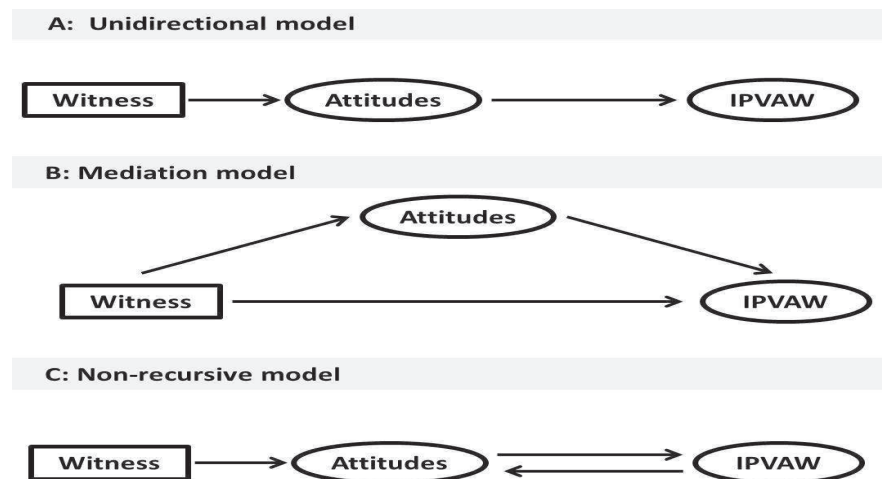 A: Unidirectional model
Witness Attitudes IPVAW
B: Mediation model
Attitudes
Witness IPVAW
C: Non-recursive model
Witness Attitudes IPVAW